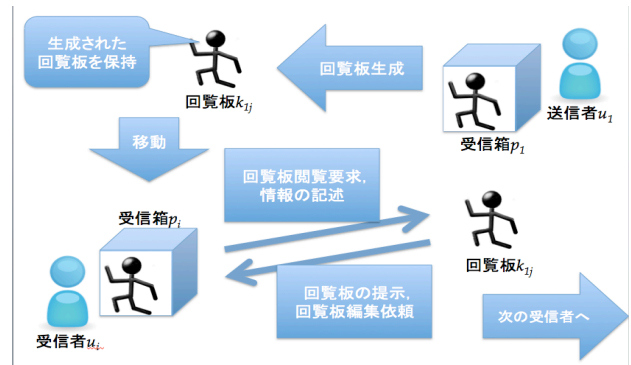 生成された
回覧板を保持
回覧板k1j
回覧板生成
受信箱p1
送信者u1
移動
回覧板閲覧要求,
情報の記述
受信箱pi
受信者ui
回覧板k1j
回覧板の提示,
回覧板編集依頼
次の受信者へ